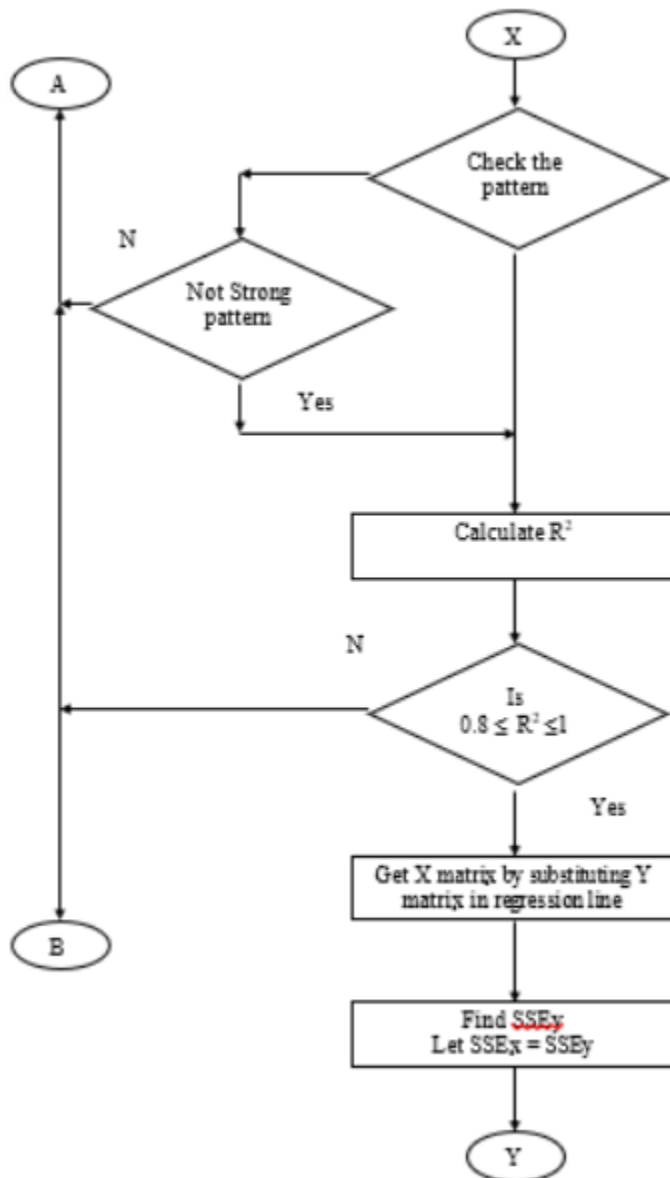 X
A
Check the
pattern
N
Not Strong
pattern
Yes
Calculate R²
N
Is
0.8 ≤ R² ≤1
Yes
Get X matrix by substituting Y
matrix in regression line
B
Find SSEy
Let SSEx = SSEy
Y